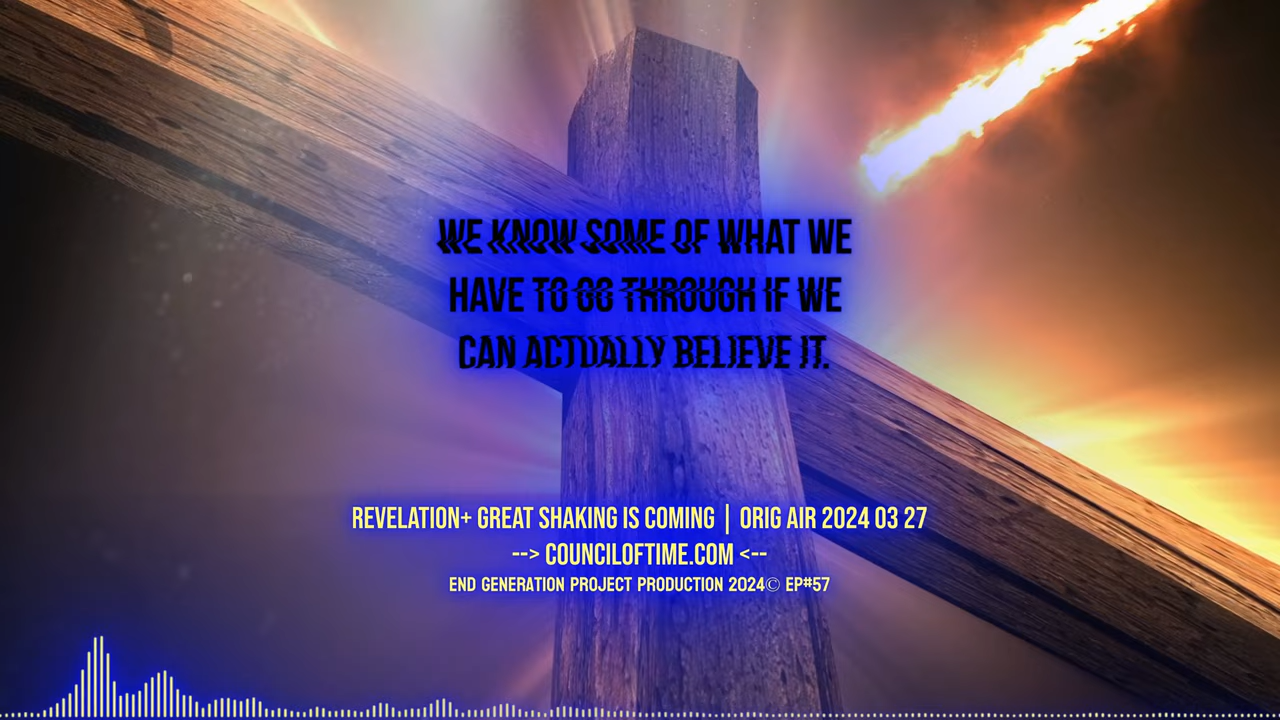 WE KNOW SOME OF WHAT WE
HAVE TO GO THROUGH IF WE
CAN ACTUALLY BELIEVE IT.
REVELATION+ GREAT SHAKING IS COMING | ORIG AIR 2024 03 27
--> COUNCILOFTIME.COM <--
END GENERATION PROJECT PRODUCTION 2024© EP#57